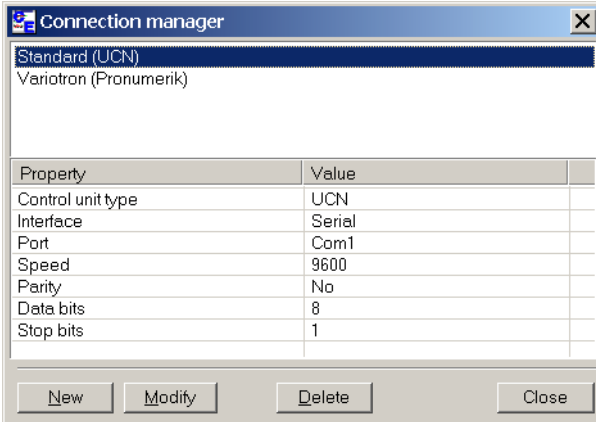 Connection manager
Standard (UCN)
Variotron (Pronumerik)
Property Value
Control unit type UCN
Interface Serial
Port Com1
Speed 9600
Parity No
Data bits 8
Stop bits 1
New Modify Delete Close